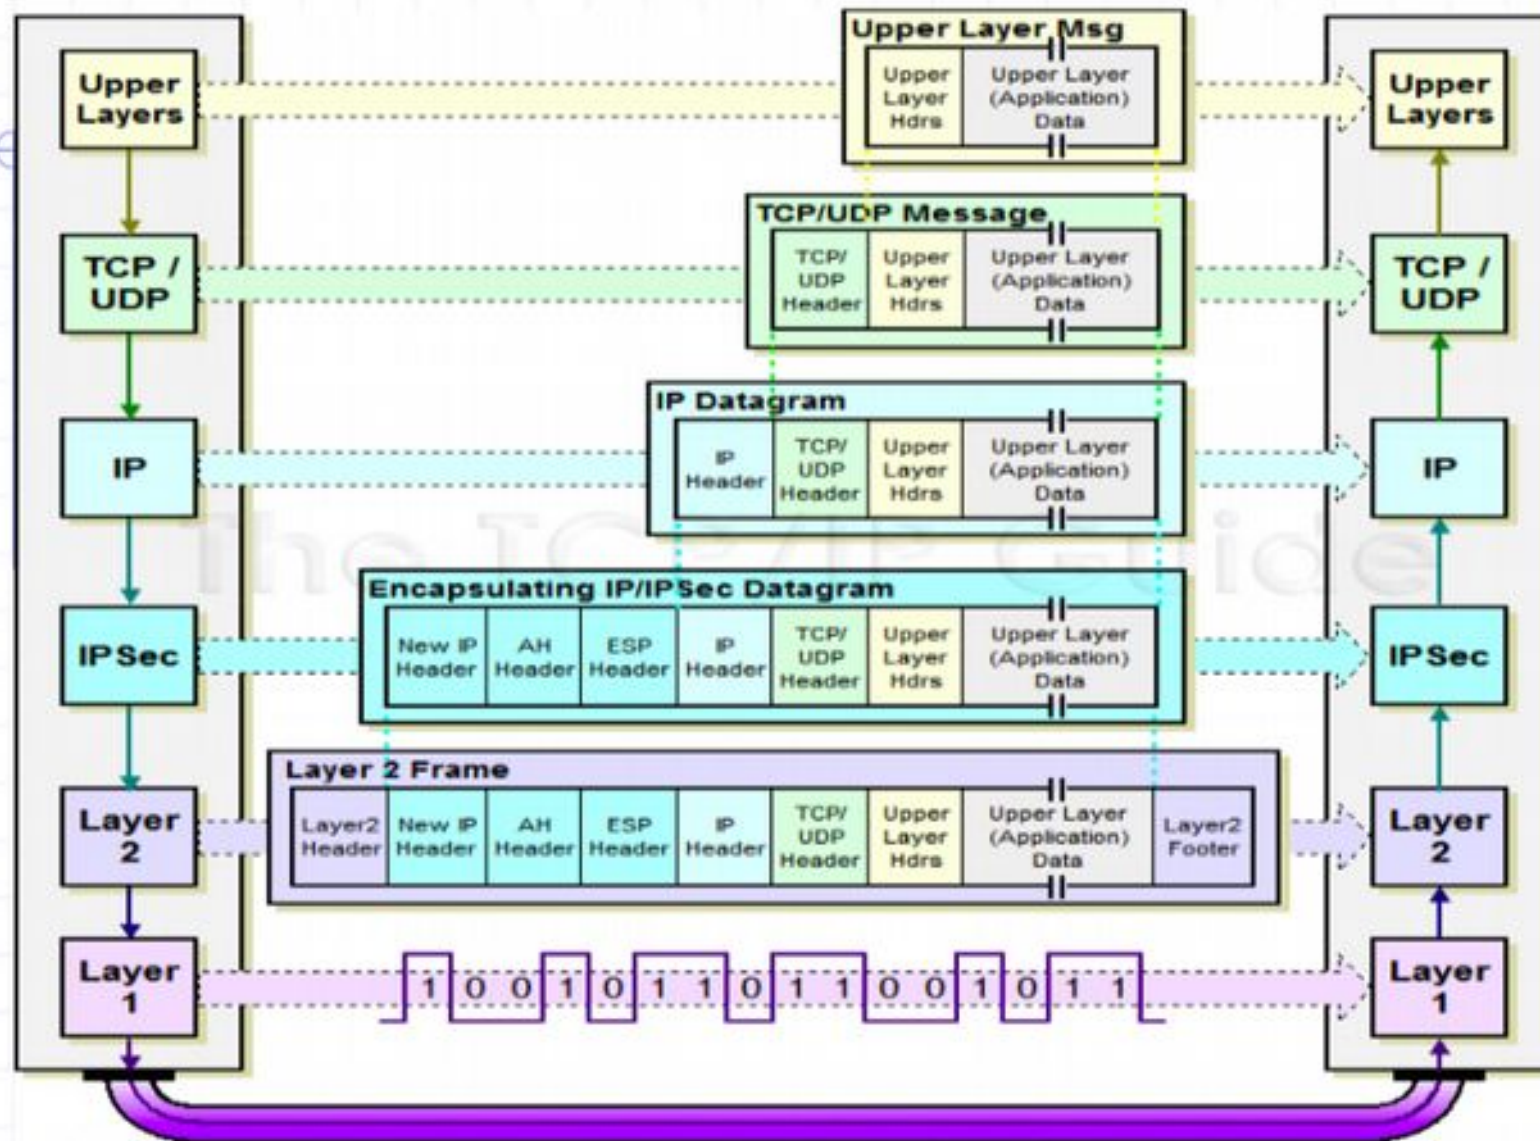 Upper Layer Msg
Upper
Layers
Upper
Layer
Hdrs
Upper Layer
(Application)
Data
Upper
Layers
TCP/UDP Message
TCP /
UDP
TCP/
UDP
Header
Upper
Layer
Hdrs
Upper Layer
(Application)
Data
TCP /
UDP
IP Datagram
IP
IP
Header
TCP/
UDP
Header
Upper
Layer
Hdrs
Upper Layer
(Application)
Data
IP
The TCP/IP Guide
Encapsulating IP/IPSec Datagram
IPSec
New IP
Header
AH
Header
ESP
Header
IP
Header
TCP/
UDP
Header
Upper
Layer
Hdrs
Upper Layer
(Application)
Data
IPSec
Layer 2 Frame
Layer
2
Layer2
Header
New IP
Header
AH
Header
ESP
Header
IP
Header
TCP/
UDP
Header
Upper
Layer
Hdrs
Upper Layer
(Application)
Data
Layer2
Footer
Layer
2
Layer
1
1 0 0 1 0 1 1 0 1 1 0 0 1 0 1 1
Layer
1